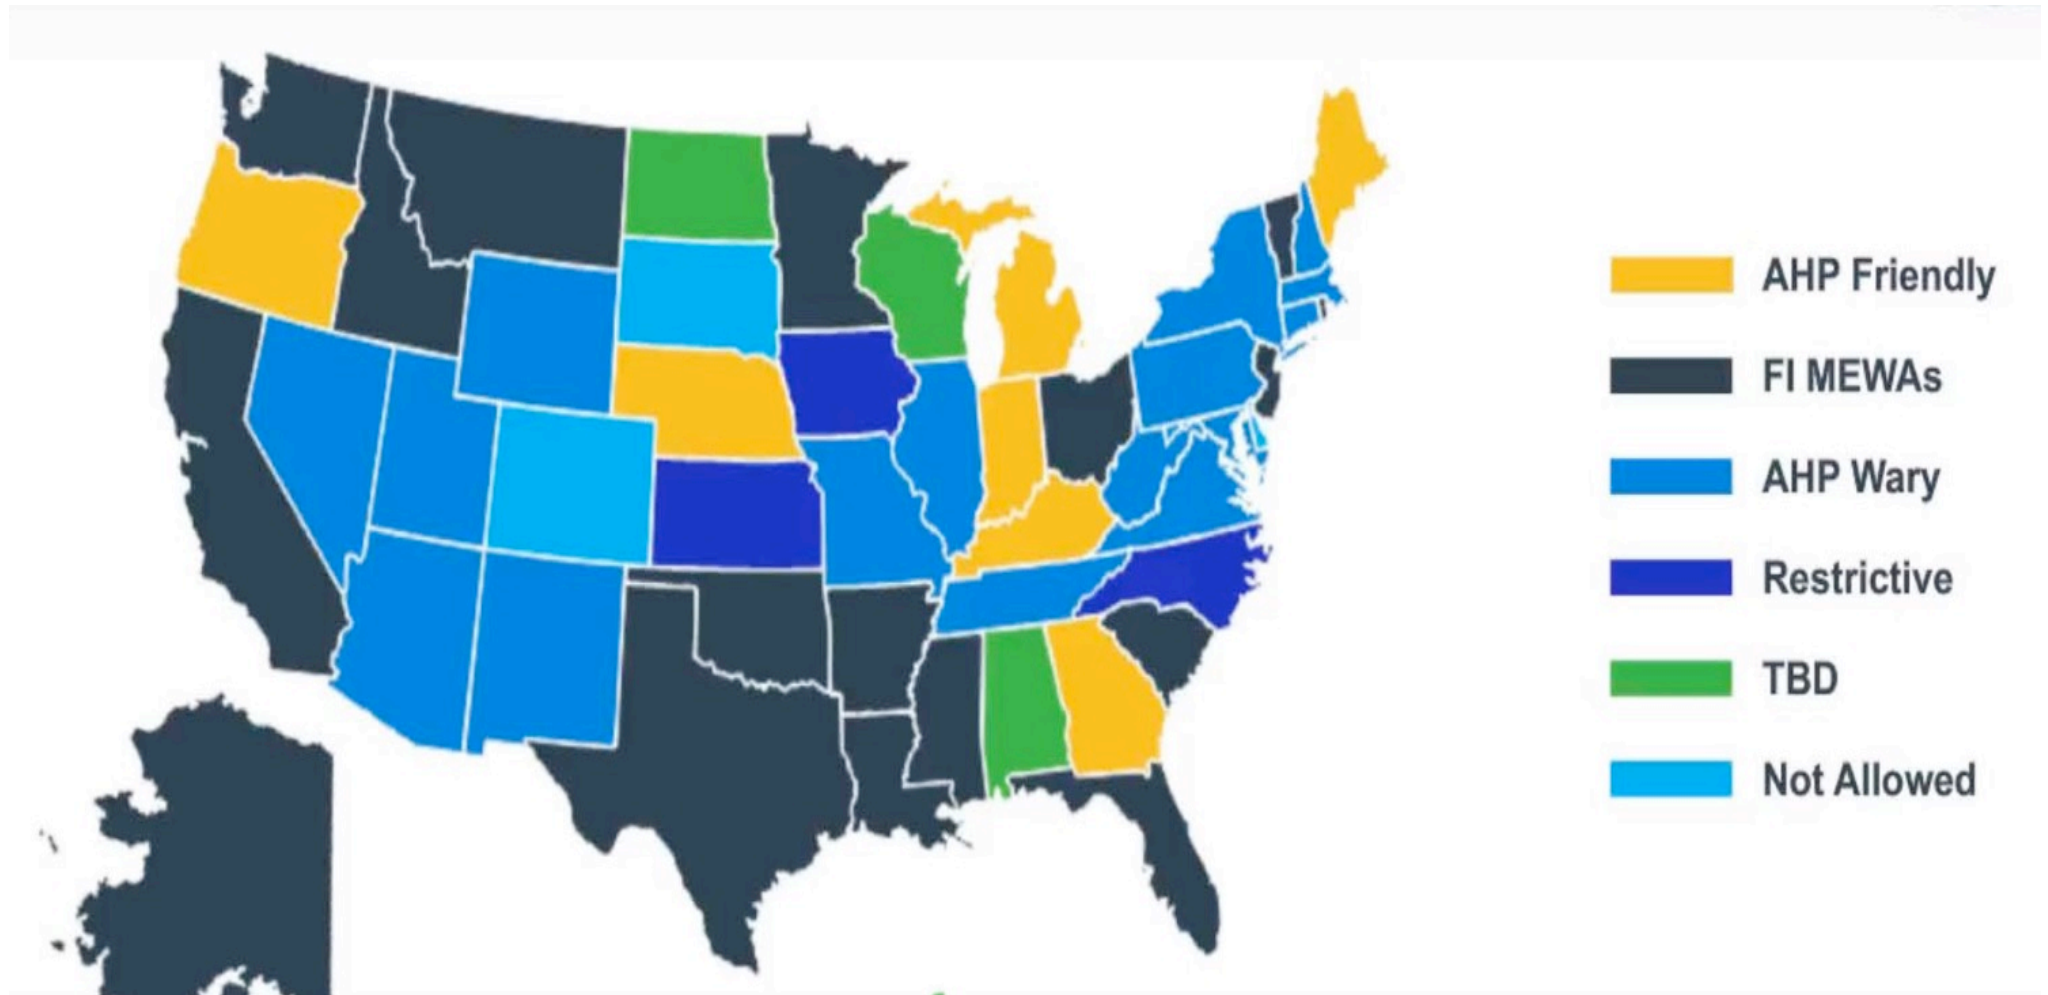 AHP Friendly
FI MEWAs
AHP Wary
Restrictive
TBD
Not Allowed